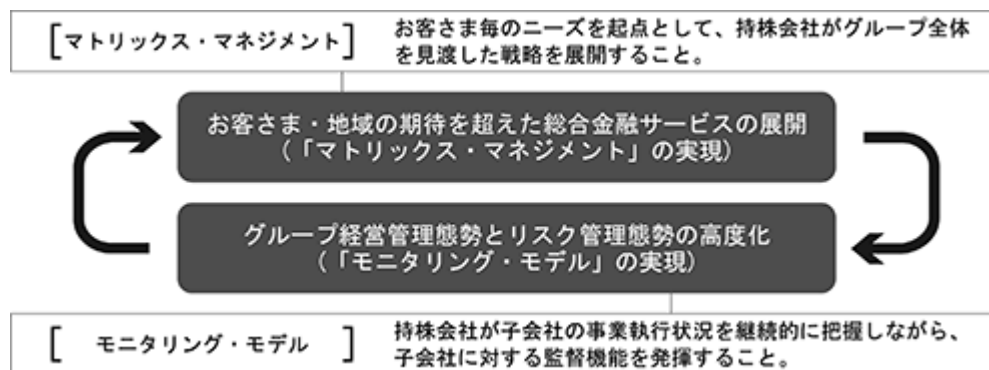 [マトリックス・マネジメント]
お客さま毎のニーズを起点として、持株会社がグループ全体
を見渡した戦略を展開すること。
お客さま・地域の期待を超えた総合金融サービスの展開
(「マトリックス・マネジメント」の実現)
グループ経営管理態勢とリスク管理態勢の高度化
(「モニタリング・モデル」の実現)
[ モニタリング・モデル ]
持株会社が子会社の事業執行状況を継続的に把握しながら、
子会社に対する監督機能を発揮すること。